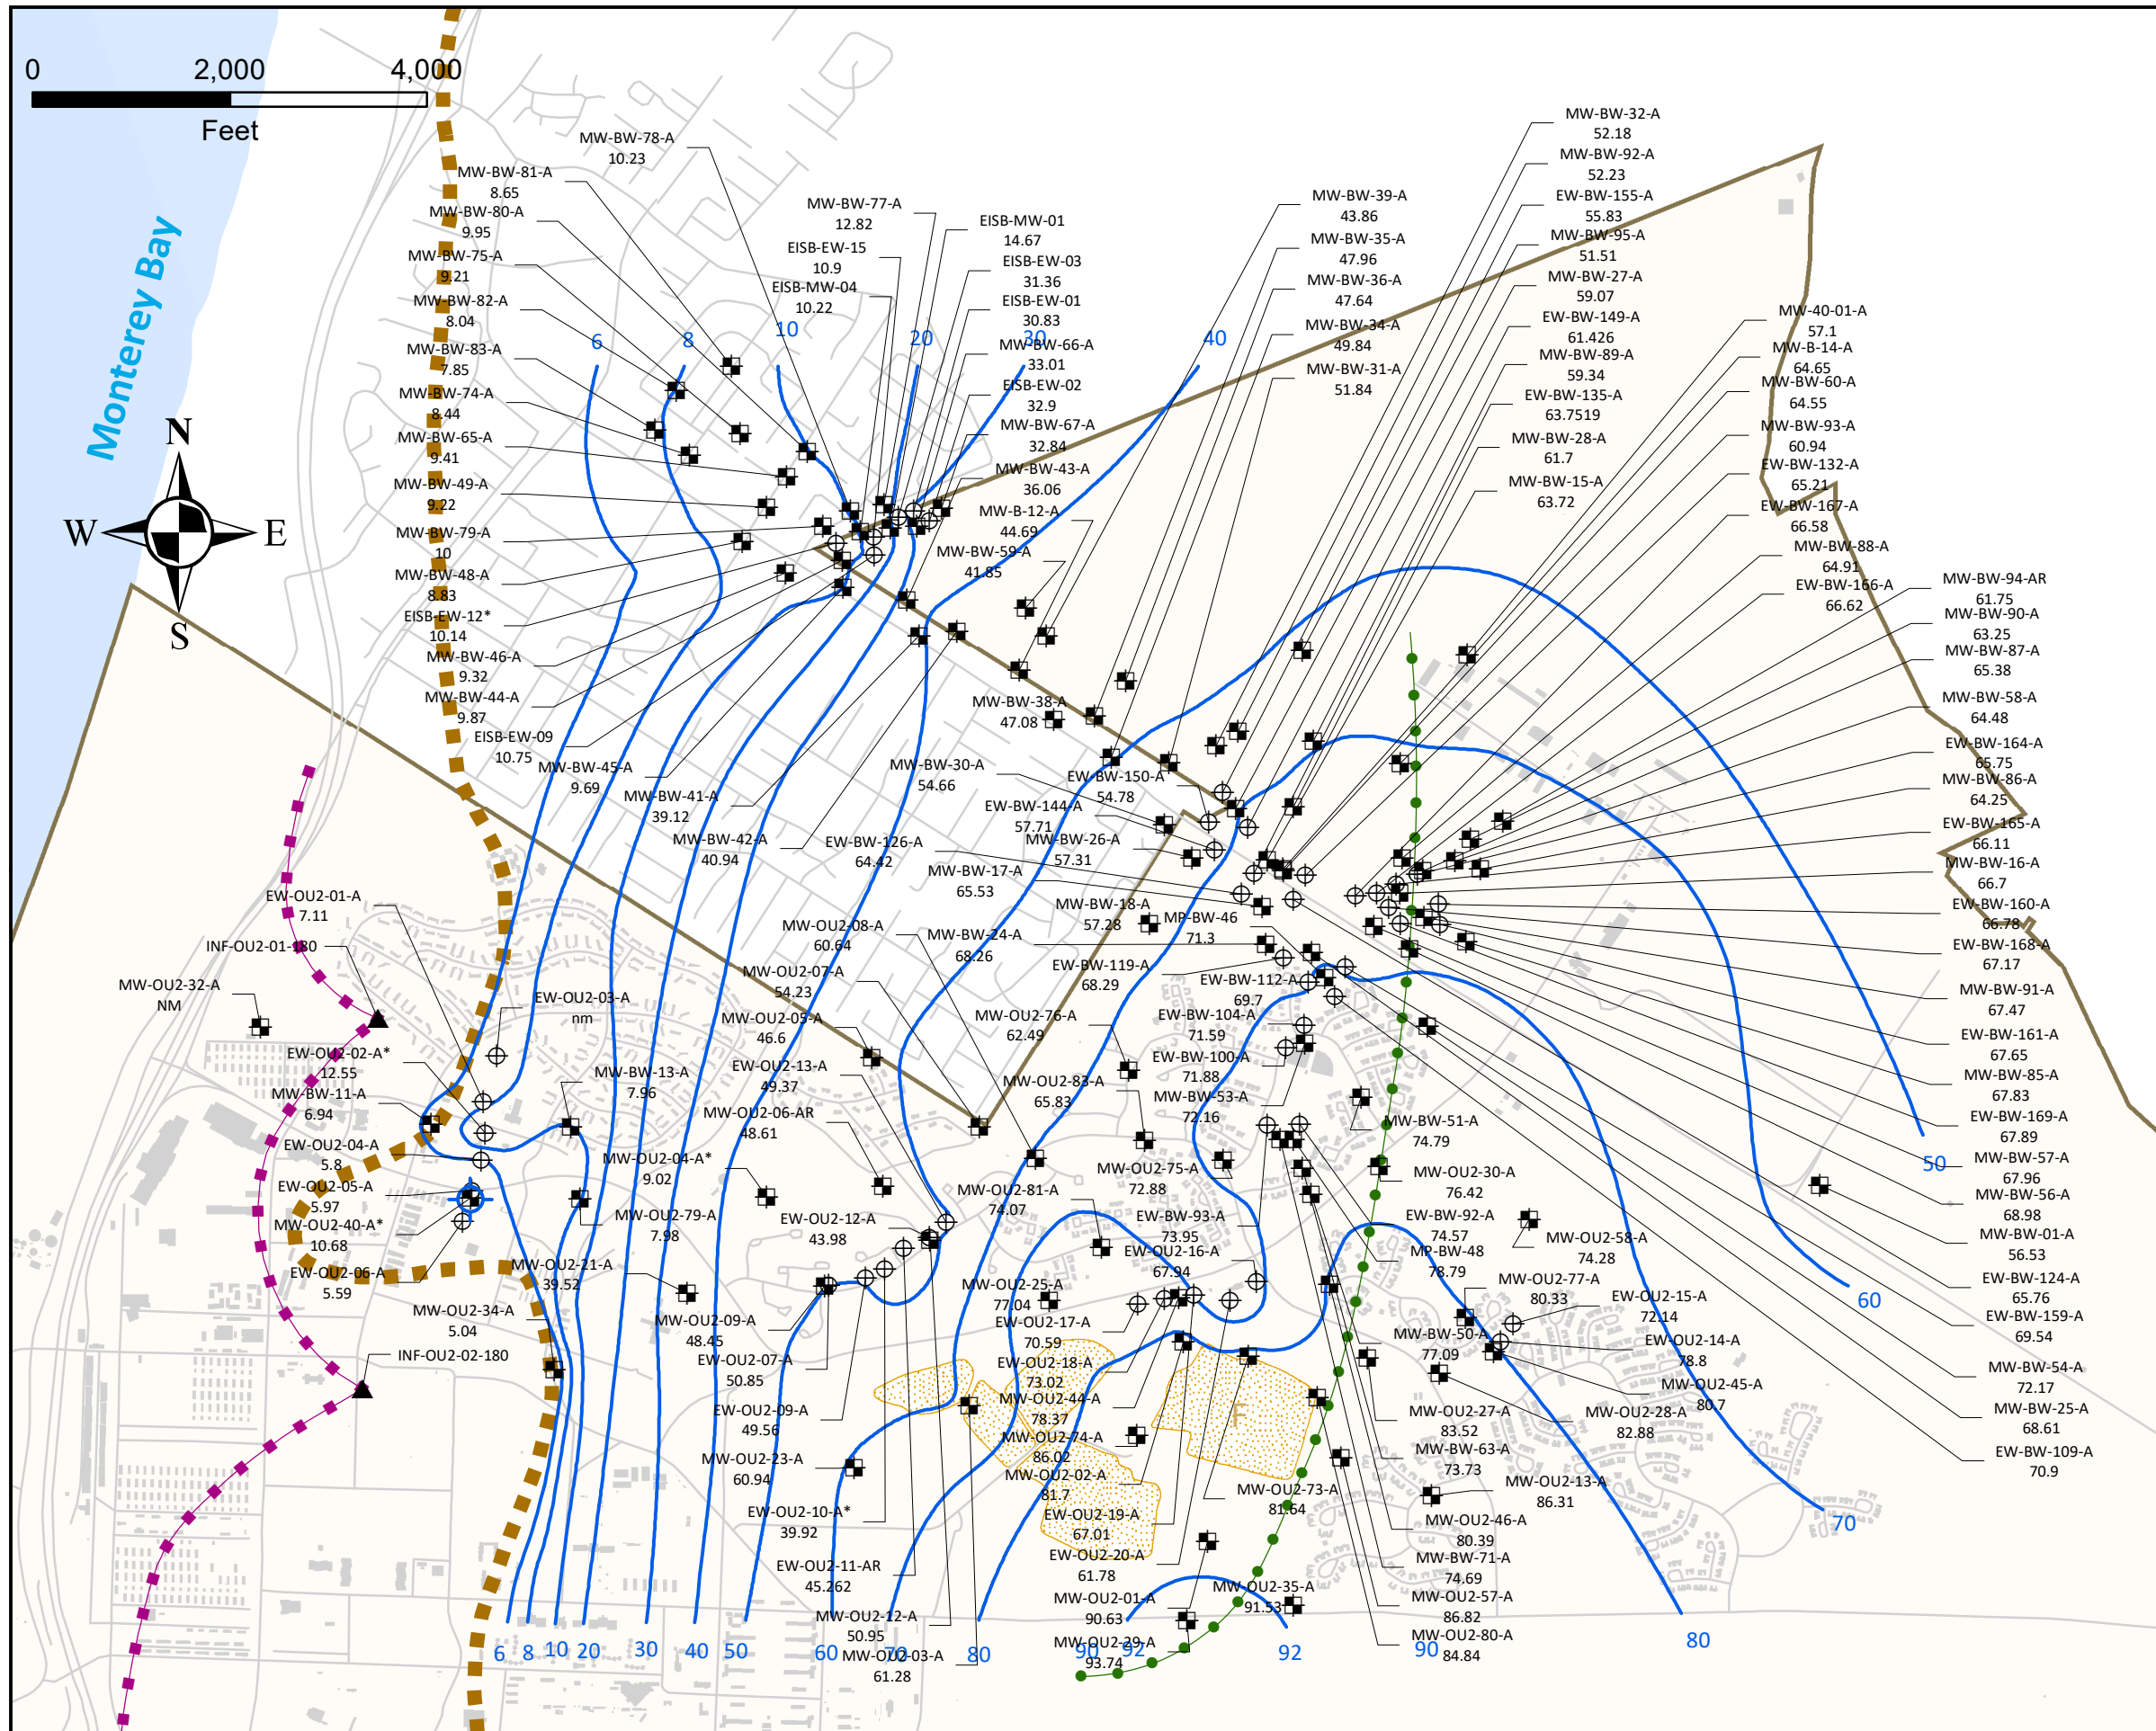 0 2,000 4,000
Feet
Monterey Bay
N
W E
S
MW-BW-78-A
10.23
MW-BW-81-A
8.65
MW-BW-80-A
9.95
MW-BW-75-A
9.21
MW-BW-82-A
8.04
MW-BW-83-A
7.85
MW-BW-74-A
8.44
MW-BW-65-A
9.41
MW-BW-49-A
9.22
MW-BW-79-A
10
MW-BW-48-A
8.83
EISB-EW-12*
10.14
MW-BW-46-A
9.32
MW-BW-44-A
9.87
EISB-EW-09
10.75
MW-BW-45-A
9.69
MW-BW-41-A
39.12
MW-BW-42-A
40.94
MW-BW-77-A
12.82
EISB-EW-15
10.9
EISB-MW-04
10.22
EISB-MW-01
14.67
EISB-EW-03
31.36
EISB-EW-01
30.83
MW-BW-66-A
33.01
EISB-EW-02
32.9
MW-BW-67-A
32.84
MW-BW-43-A
36.06
MW-B-12-A
44.69
MW-BW-59-A
41.85
6 8 10 20 30 40
MW-BW-39-A
43.86
MW-BW-35-A
47.96
MW-BW-36-A
47.64
MW-BW-34-A
49.84
MW-BW-31-A
51.84
MW-BW-32-A
52.18
MW-BW-92-A
52.23
EW-BW-155-A
55.83
MW-BW-95-A
51.51
MW-BW-27-A
59.07
EW-BW-149-A
61.426
MW-BW-89-A
59.34
EW-BW-135-A
63.7519
MW-BW-28-A
61.7
MW-BW-15-A
63.72
MW-40-01-A
57.1
MW-B-14-A
64.65
MW-BW-60-A
64.55
MW-BW-93-A
60.94
EW-BW-132-A
65.21
EW-BW-167-A
66.58
MW-BW-88-A
64.91
EW-BW-166-A
66.62
MW-BW-94-AR
61.75
MW-BW-90-A
63.25
MW-BW-87-A
65.38
MW-BW-58-A
64.48
EW-BW-164-A
65.75
MW-BW-86-A
64.25
EW-BW-165-A
66.11
MW-BW-16-A
66.7
EW-BW-160-A
66.78
EW-BW-168-A
67.17
MW-BW-91-A
67.47
EW-BW-161-A
67.65
MW-BW-85-A
67.83
EW-BW-169-A
67.89
MW-BW-57-A
67.96
MW-BW-56-A
68.98
MW-BW-01-A
56.53
EW-BW-124-A
65.76
EW-BW-159-A
69.54
MW-BW-54-A
72.17
MW-BW-25-A
68.61
EW-BW-109-A
70.9
MW-BW-38-A
47.08
MW-BW-30-A
54.66
EW-BW-150-A
54.78
EW-BW-144-A
57.71
MW-BW-26-A
57.31
EW-BW-126-A
64.42
MW-BW-17-A
65.53
MW-BW-18-A
57.28
MP-BW-46
71.3
MW-BW-24-A
68.26
EW-BW-119-A
68.29
EW-BW-112-A
69.7
EW-BW-104-A
71.59
EW-BW-100-A
71.88
MW-BW-53-A
72.16
MW-OU2-08-A
60.64
MW-OU2-07-A
54.23
MW-OU2-05-A
46.6
EW-OU2-13-A
49.37
MW-OU2-06-AR
48.61
MW-OU2-04-A*
9.02
MW-OU2-76-A
62.49
MW-OU2-83-A
65.83
MW-OU2-75-A
72.88
MW-OU2-81-A
74.07
EW-BW-93-A
73.95
EW-OU2-16-A
67.94
MW-BW-51-A
74.79
MW-OU2-30-A
76.42
EW-BW-92-A
74.57
MP-BW-48
78.79
MW-OU2-58-A
74.28
MW-OU2-77-A
80.33
EW-OU2-15-A
72.14
EW-OU2-14-A
78.8
MW-OU2-45-A
80.7
MW-OU2-28-A
82.88
MW-BW-50-A
77.09
MW-OU2-27-A
83.52
MW-BW-63-A
73.73
MW-OU2-13-A
86.31
MW-OU2-46-A
80.39
MW-BW-71-A
74.69
MW-OU2-57-A
86.82
MW-OU2-80-A
84.84
EW-OU2-01-A
7.11
INF-OU2-01-180
MW-OU2-32-A
NM
EW-OU2-03-A
nm
EW-OU2-02-A*
12.55
MW-BW-11-A
6.94
MW-BW-13-A
7.96
EW-OU2-04-A
5.8
EW-OU2-05-A
5.97
MW-OU2-40-A*
10.68
EW-OU2-06-A
5.59
MW-OU2-79-A
7.98
MW-OU2-34-A
5.04
INF-OU2-02-180
MW-OU2-21-A
39.52
EW-OU2-12-A
43.98
MW-OU2-09-A
48.45
EW-OU2-07-A
50.85
EW-OU2-09-A
49.56
MW-OU2-23-A
60.94
EW-OU2-10-A*
39.92
EW-OU2-11-AR
45.262
MW-OU2-12-A
50.95
MW-OU2-03-A
61.28
MW-OU2-25-A
77.04
EW-OU2-17-A
70.59
EW-OU2-18-A
73.02
MW-OU2-44-A
78.37
MW-OU2-74-A
86.02
MW-OU2-02-A
81.7
EW-OU2-19-A
67.01
EW-OU2-20-A
61.78
MW-OU2-01-A
90.63
MW-OU2-29-A
93.74
MW-OU2-73-A
81.64
MW-OU2-35-A
91.53
F
50
60
70
6 8 10 20 30 40 50 60 70 80 90 92 92 90 80